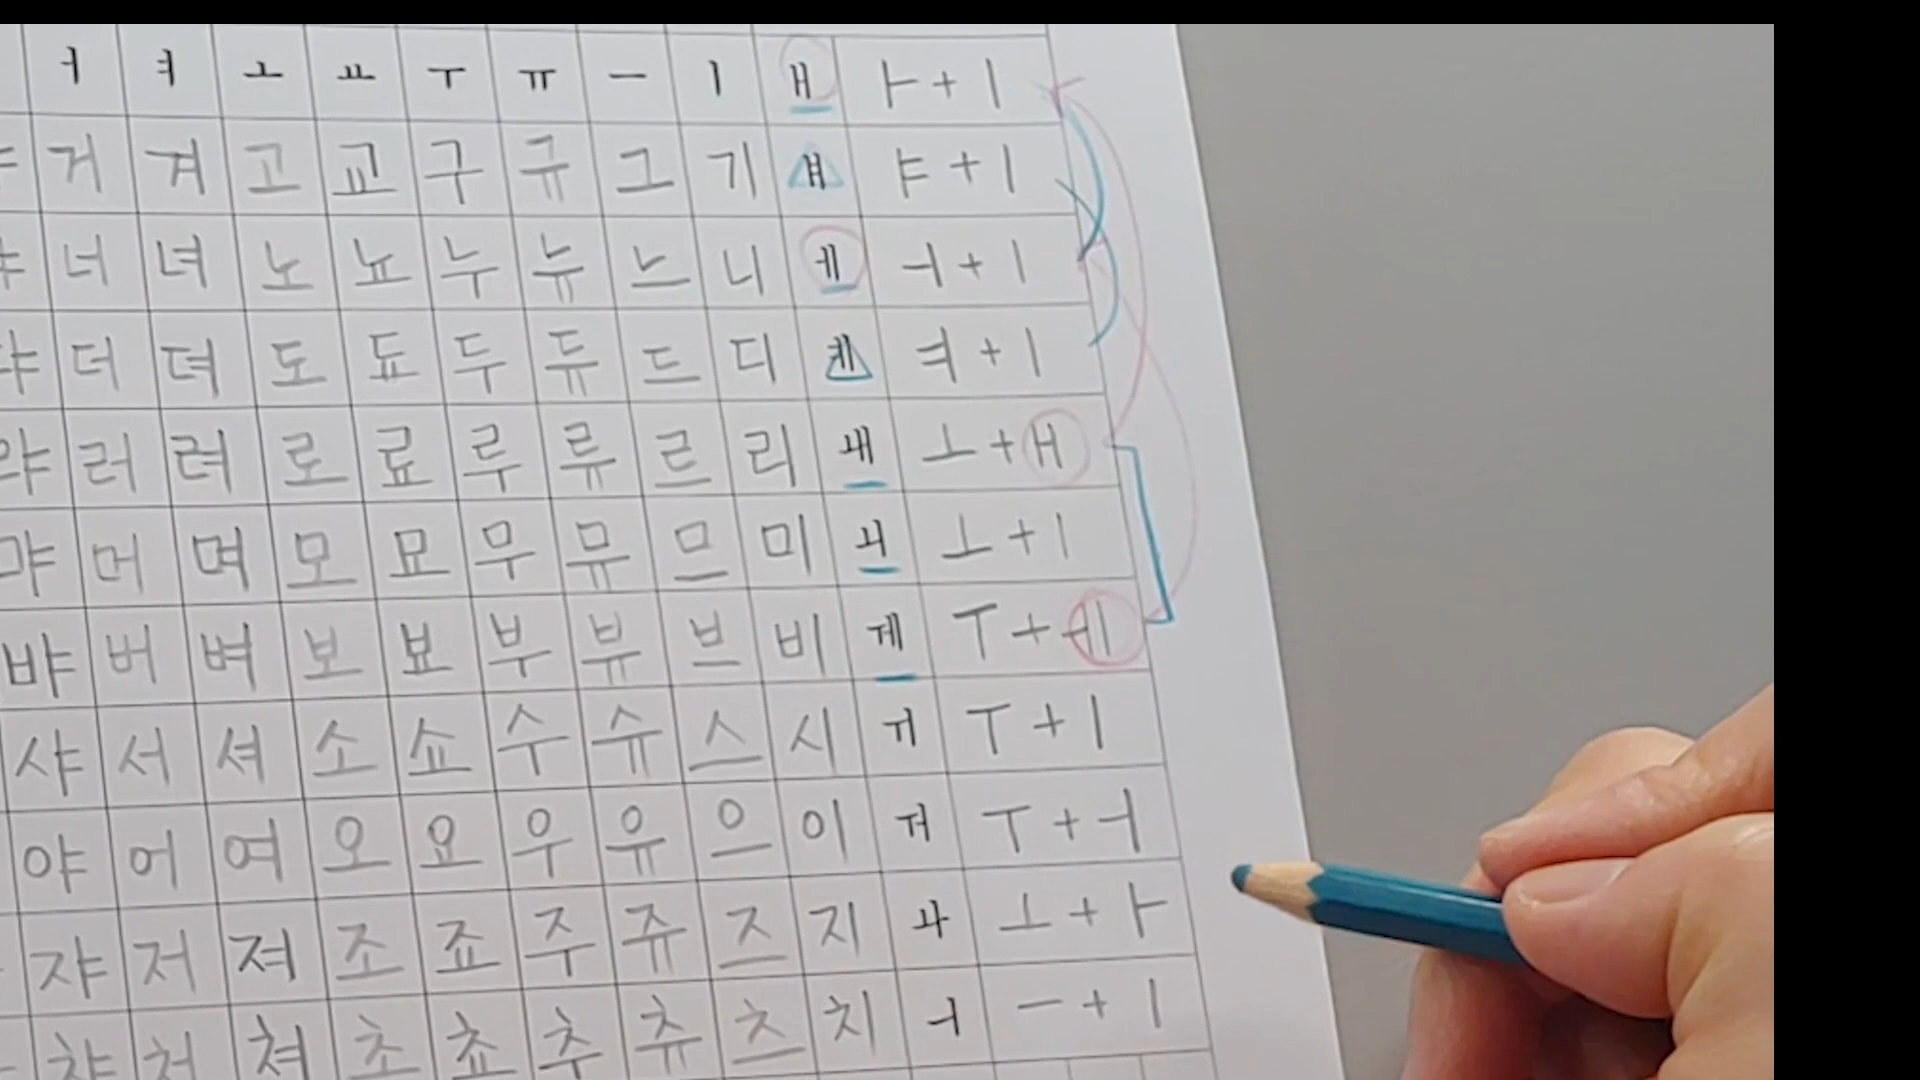 ㅓ ㅕ ㅗ ㅛ ㅜ ㅠ ㅡ ㅣ ㅐ ㅏ+ㅣ
거 겨 고 교 구 규 그 기 ㅒ ㅑ+ㅣ
너 녀 노 뇨 누 뉴 느 니 ㅔ ㅓ+ㅣ
댜 더 뎌 도 됴 두 듀 드 디 ㅖ ㅕ+ㅣ
랴 러 려 로 료 루 류 르 리 ㅙ ㅗ+ㅐ
먀 머 며 모 묘 무 뮤 므 미 ㅚ ㅗ+ㅣ
뱌 버 벼 보 뵤 부 뷰 브 비 ㅞ ㅜ+ㅔ
샤 서 셔 소 쇼 수 슈 스 시 ㅟ ㅜ+ㅣ
야 어 여 오 요 우 유 으 이 ㅝ ㅜ+ㅓ
쟈 저 져 조 죠 주 쥬 즈 지 ㅘ ㅗ+ㅏ
챠 처 쳐 초 쵸 추 츄 츠 치 ㅢ ㅡ+ㅣ